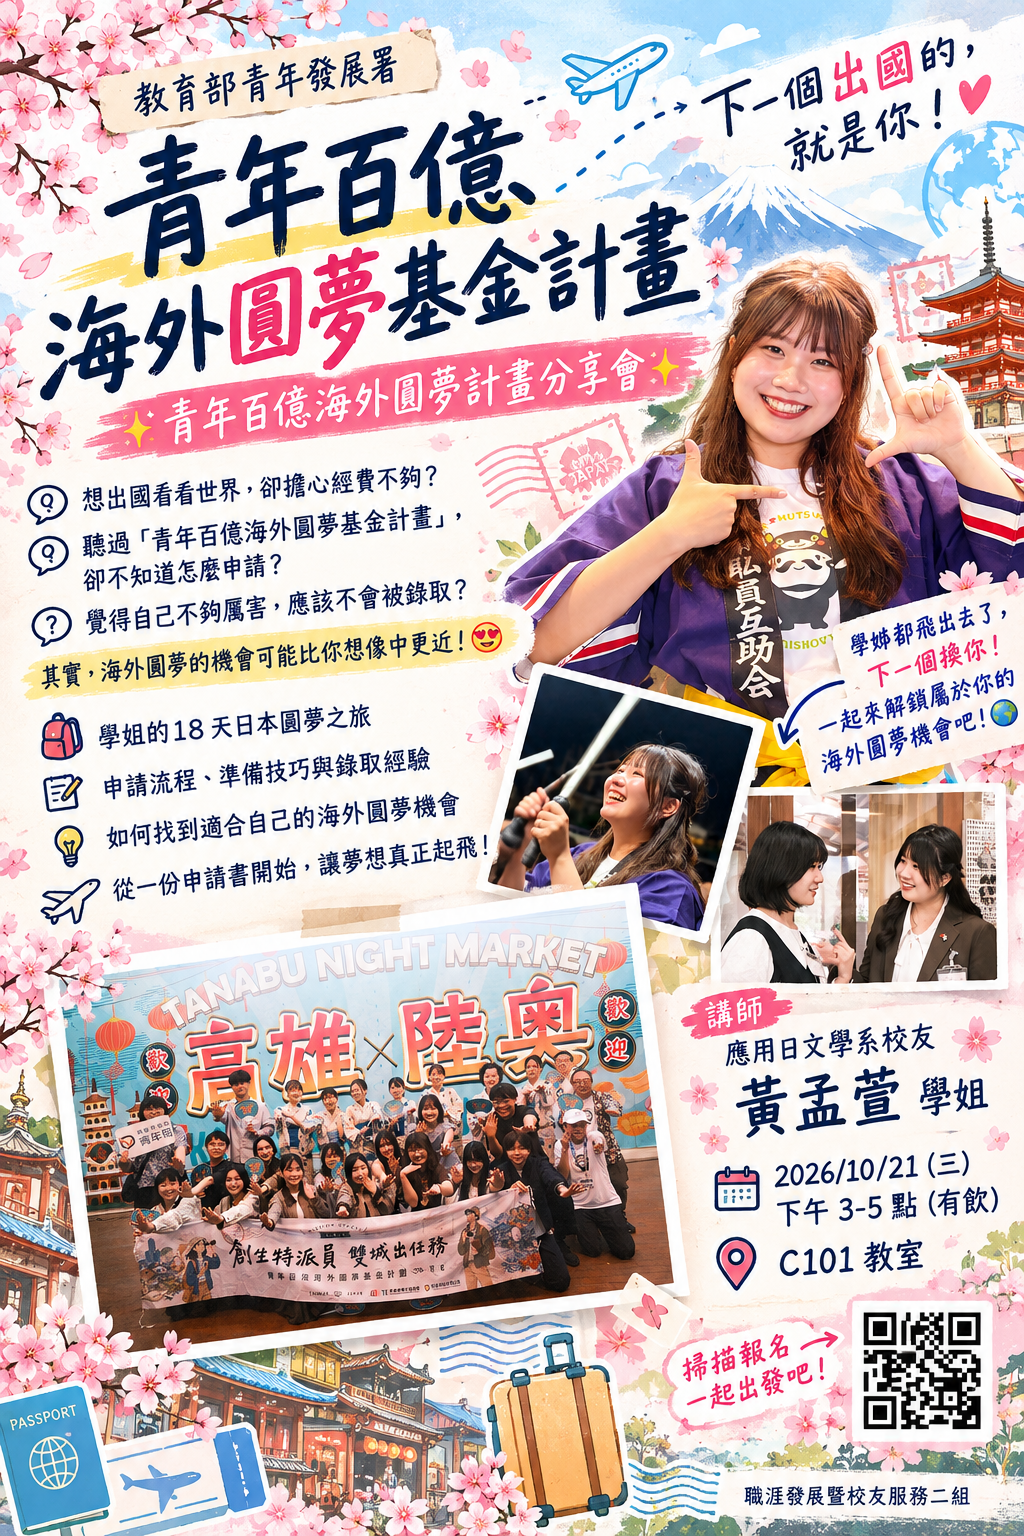 教育部青年發展署
下一個出國的,
就是你!
青年百億
海外圓夢基金計畫
青年百億海外圓夢計畫分享會
想出國看看世界,卻擔心經費不夠?
聽過「青年百億海外圓夢基金計畫」,
卻不知道怎麼申請?
覺得自己不夠厲害,應該不會被錄取?
其實,海外圓夢的機會可能比你想像中更近!
學姐的18天日本圓夢之旅
申請流程、準備技巧與錄取經驗
如何找到適合自己的海外圓夢機會
從一份申請書開始,讓夢想真正起飛!
JAPAN
員互助会
學姊都飛出去了,
下一個換你!
一起來解鎖屬於你的
海外圓夢機會吧!
TANABU NIGHT MARKET
高雄×陸奧
歡迎
歡迎
創生特派員 雙城出任務
講師
應用日文學系校友
黃孟萱 學姐
2026/10/21 (三)
下午 3-5 點 (有飲)
C101 教室
掃描報名
一起出發吧!
PASSPORT
職涯發展暨校友服務二組